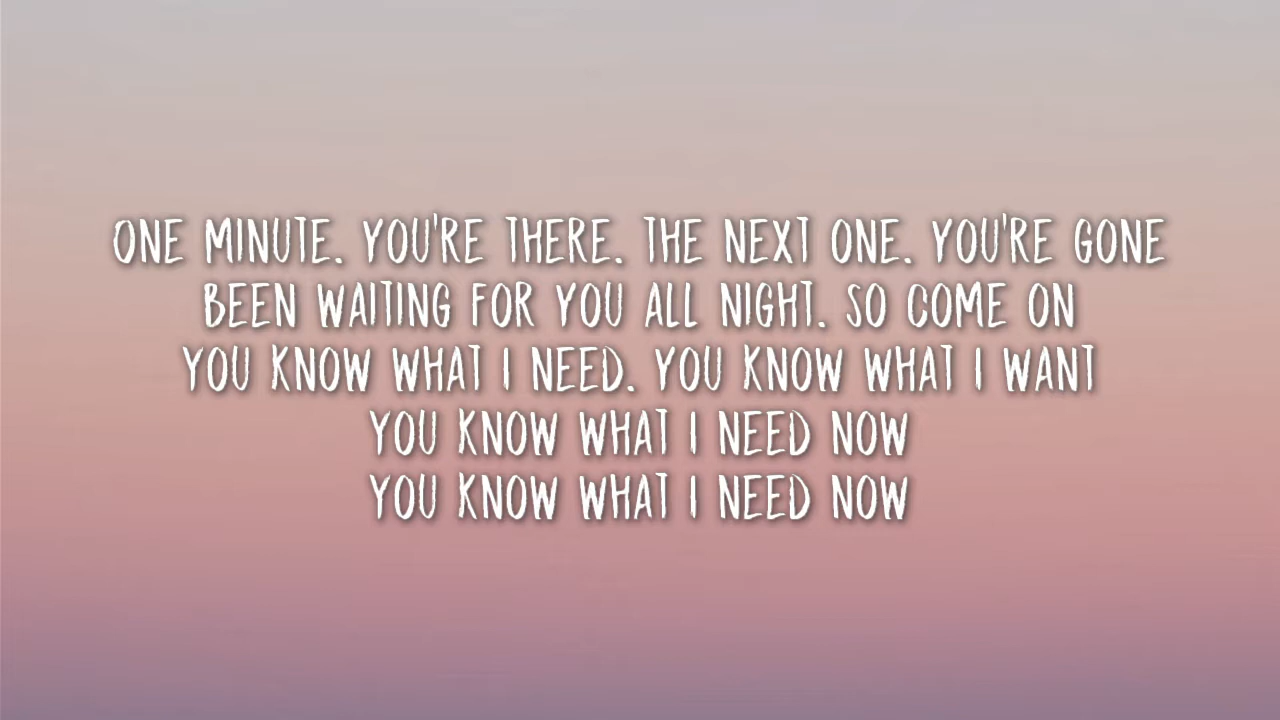 ONE MINUTE. YOU'RE THERE. THE NEXT ONE. YOU'RE GONE
BEEN WAITING FOR YOU ALL NIGHT. SO COME ON
YOU KNOW WHAT I NEED. YOU KNOW WHAT I WANT
YOU KNOW WHAT I NEED NOW
YOU KNOW WHAT I NEED NOW